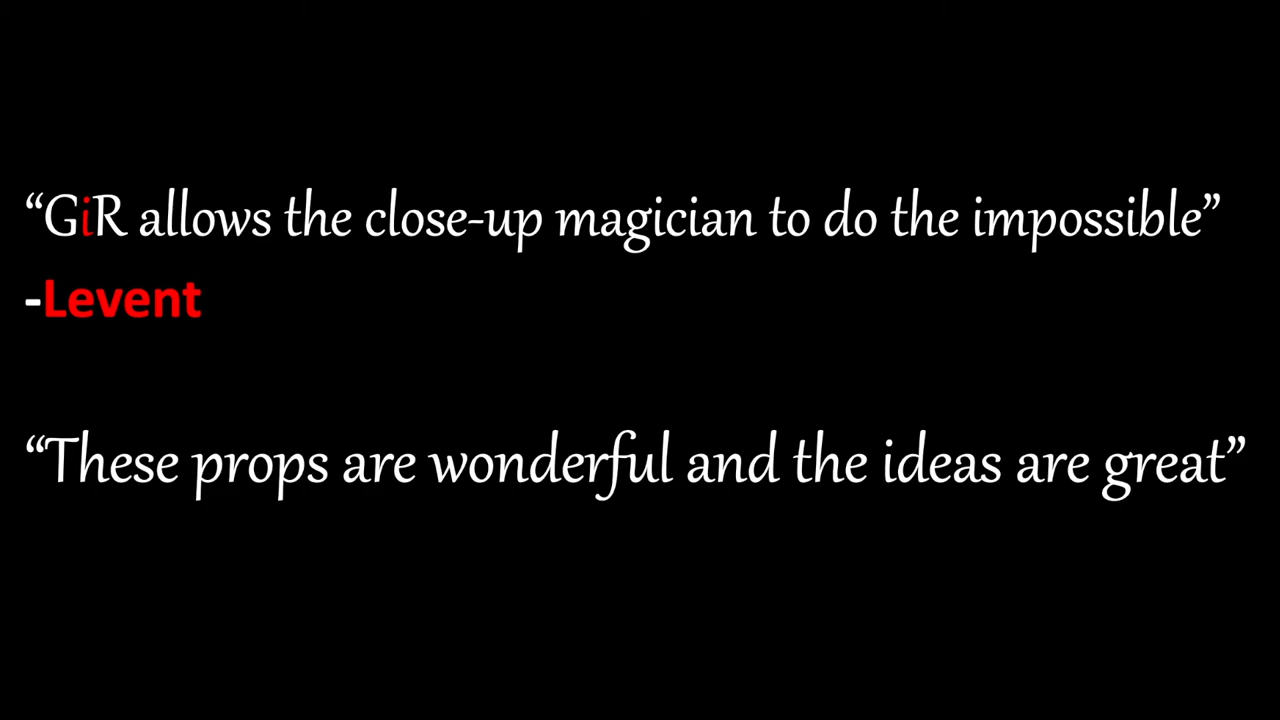 “GiR allows the close-up magician to do the impossible”
-Levent
“These props are wonderful and the ideas are great”